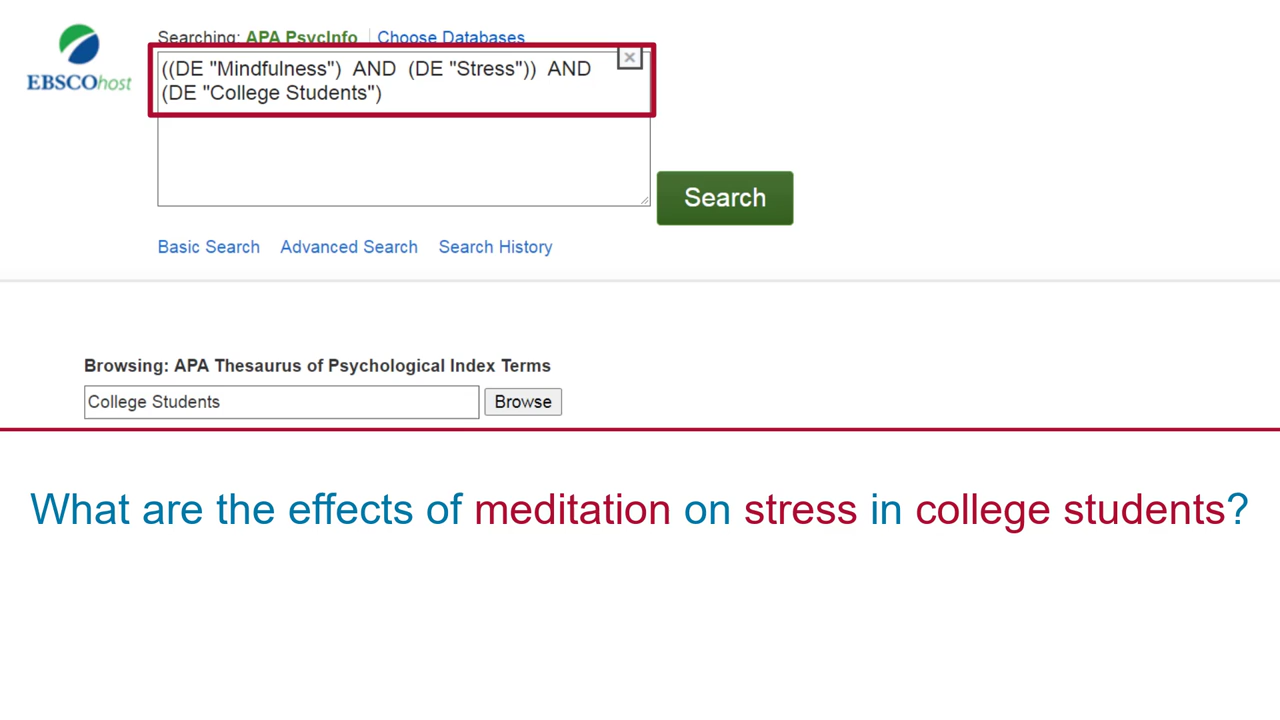 Searching: APA PsycInfo Choose Databases
((DE "Mindfulness") AND (DE "Stress")) AND
(DE "College Students")
EBSCOhost
Search
Basic Search Advanced Search Search History
Browsing: APA Thesaurus of Psychological Index Terms
College Students Browse
What are the effects of meditation on stress in college students?